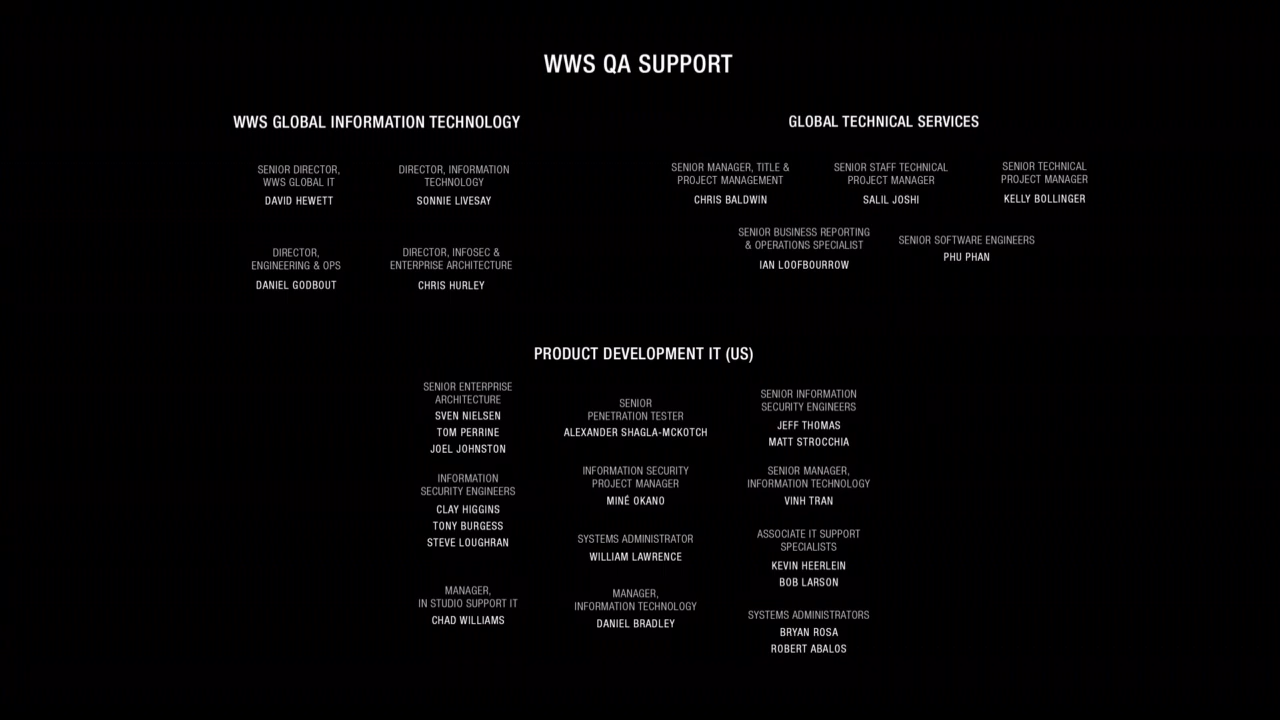 WWS QA SUPPORT
WWS GLOBAL INFORMATION TECHNOLOGY
SENIOR DIRECTOR,
WWS GLOBAL IT
DAVID HEWETT
DIRECTOR, INFORMATION
TECHNOLOGY
SONNIE LIVESAY
DIRECTOR,
ENGINEERING & OPS
DANIEL GODBOUT
DIRECTOR, INFOSEC &
ENTERPRISE ARCHITECTURE
CHRIS HURLEY
GLOBAL TECHNICAL SERVICES
SENIOR MANAGER, TITLE &
PROJECT MANAGEMENT
CHRIS BALDWIN
SENIOR STAFF TECHNICAL
PROJECT MANAGER
SALIL JOSHI
SENIOR TECHNICAL
PROJECT MANAGER
KELLY BOLLINGER
SENIOR BUSINESS REPORTING
& OPERATIONS SPECIALIST
IAN LOOFBOURROW
SENIOR SOFTWARE ENGINEERS
PHU PHAN
PRODUCT DEVELOPMENT IT (US)
SENIOR ENTERPRISE
ARCHITECTURE
SVEN NIELSEN
TOM PERRINE
JOEL JOHNSTON
INFORMATION
SECURITY ENGINEERS
CLAY HIGGINS
TONY BURGESS
STEVE LOUGHRAN
MANAGER,
IN STUDIO SUPPORT IT
CHAD WILLIAMS
SENIOR
PENETRATION TESTER
ALEXANDER SHAGLA-MCKOTCH
INFORMATION SECURITY
PROJECT MANAGER
MINÉ OKANO
SYSTEMS ADMINISTRATOR
WILLIAM LAWRENCE
MANAGER,
INFORMATION TECHNOLOGY
DANIEL BRADLEY
SENIOR INFORMATION
SECURITY ENGINEERS
JEFF THOMAS
MATT STROCCHIA
SENIOR MANAGER,
INFORMATION TECHNOLOGY
VINH TRAN
ASSOCIATE IT SUPPORT
SPECIALISTS
KEVIN HEERLEIN
BOB LARSON
SYSTEMS ADMINISTRATORS
BRYAN ROSA
ROBERT ABALOS